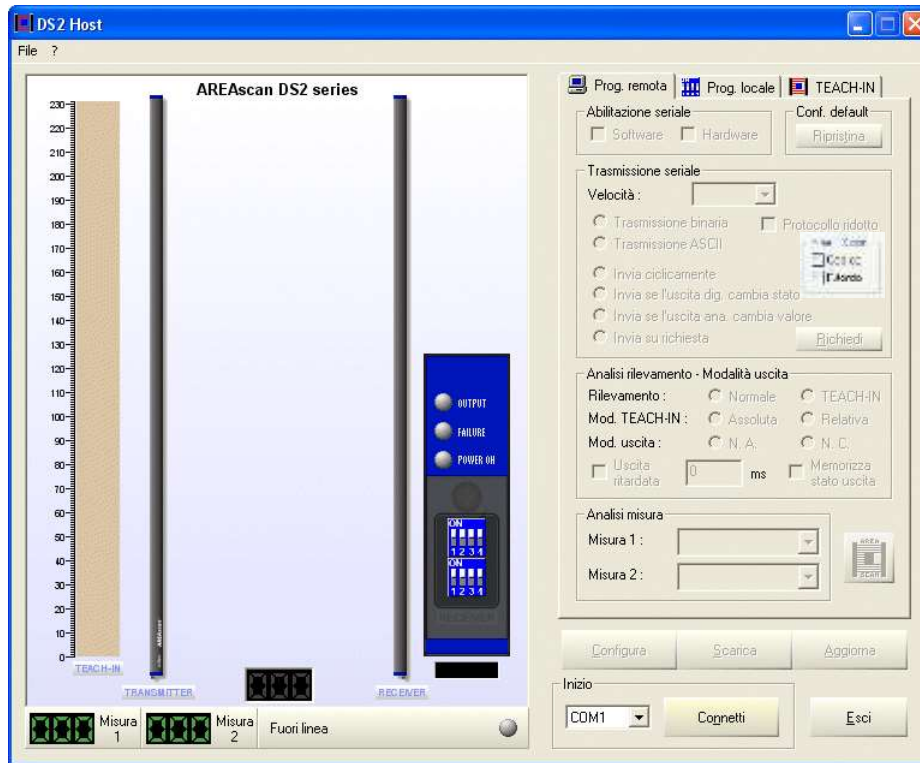 DS2 Host
File ?
AREAscan DS2 series
230
220
210
200
190
180
170
160
150
140
130
120
110
100
90
80
70
60
50
40
30
20
10
0
TEACH-IN
TRANSMITTER
AREAscan
RECEIVER
OUTPUT
FAILURE
POWER ON
ON
1 2 3 4
ON
1 2 3 4
RECEIVER
Misura 1
Misura 2
Fuori linea
Prog. remota
Prog. locale
TEACH-IN
Abilitazione seriale
Software
Hardware
Conf. default
Ripristina
Trasmissione seriale
Velocità :
Trasmissione binaria
Protocollo ridotto
Trasmissione ASCII
Invia ciclicamente
Invia se l'uscita dig. cambia stato
Invia se l'uscita ana. cambia valore
Invia su richiesta
Richiedi
Analisi rilevamento - Modalità uscita
Rilevamento :
Normale
TEACH-IN
Mod. TEACH-IN :
Assoluta
Relativa
Mod. uscita :
N. A.
N. C.
Uscita ritardata
0
ms
Memorizza stato uscita
Analisi misura
Misura 1 :
Misura 2 :
AREA
SCAN
Configura
Scarica
Aggiorna
Inizio
COM1
Connetti
Esci